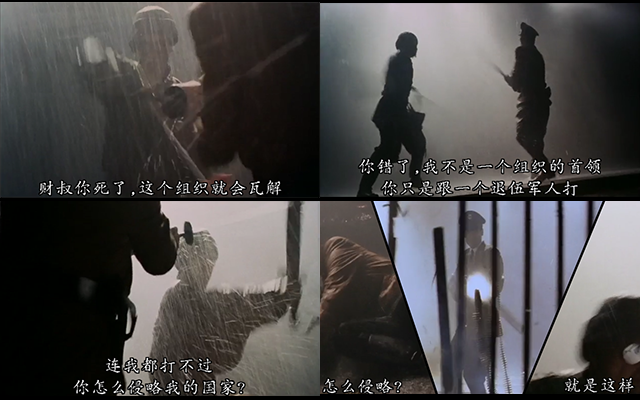 财叔你死了,这个组织就会瓦解
你错了,我不是一个组织的首领
你只是跟一个退伍军人打
连我都打不过
你怎么侵略我的国家?
怎么侵略?
就是这样